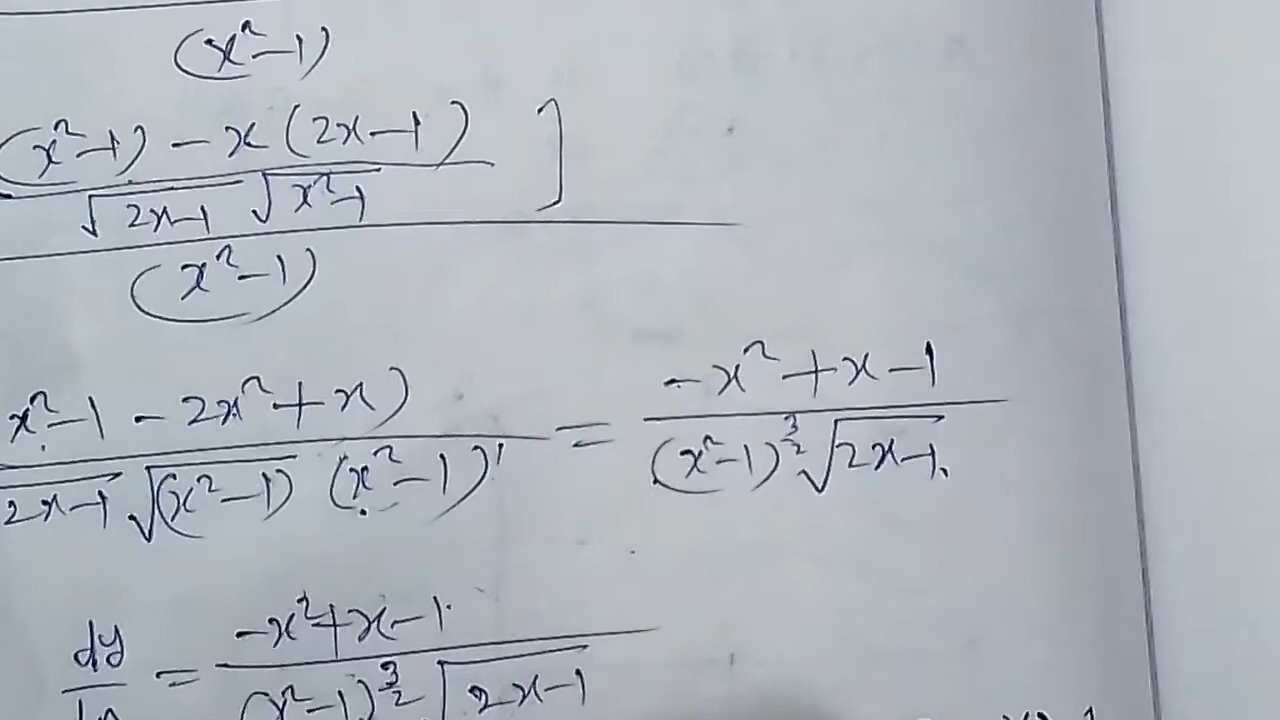 (x²-1)
(x²-1) - x(2x-1) ]
√2x-1 √x²-1
(x²-1)
x²-1 - 2x²+x) = -x²+x-1
2x-1 √(x²-1) (x²-1)' (x²-1)^3/2 √2x-1.
dy = -x²+x-1
(x²-1)^3/2 √2x-1